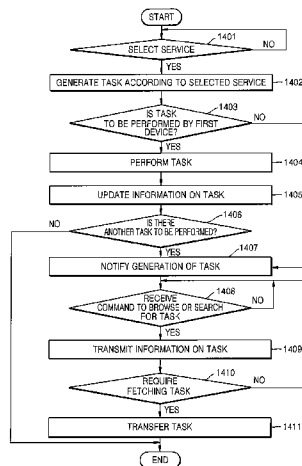 START
1401
SELECT SERVICE
NO
YES
GENERATE TASK ACCORDING TO SELECTED SERVICE
1402
1403
IS TASK
TO BE PERFORMED BY FIRST
DEVICE?
NO
YES
PERFORM TASK
1404
UPDATE INFORMATION ON TASK
1405
1406
NO
IS THERE
ANOTHER TASK TO BE PERFORMED?
YES
1407
NOTIFY GENERATION OF TASK
1408
RECEIVE
COMMAND TO BROWSE OR SEARCH
FOR TASK
NO
YES
TRANSMIT INFORMATION ON TASK
1409
1410
REQUIRE
FETCHING TASK
NO
YES
TRANSFER TASK
1411
END